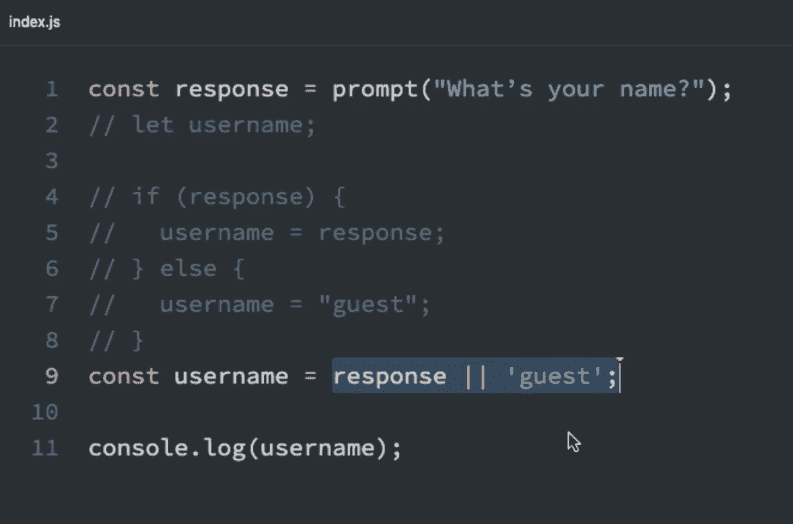 index.js
1 const response = prompt("What’s your name?");
2 // let username;
3
4 // if (response) {
5 //   username = response;
6 // } else {
7 //   username = "guest";
8 // }
9 const username = response || 'guest';
10
11 console.log(username);